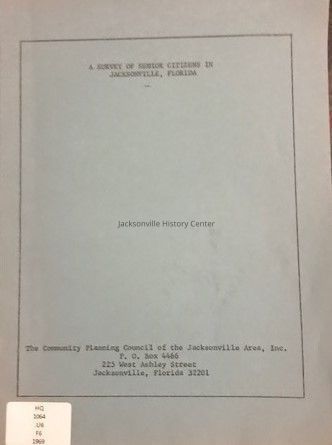 A SURVEY OF SENIOR CITIZENS IN
JACKSONVILLE, FLORIDA
Jacksonville History Center
The Community Planning Council of the Jacksonville Area, Inc.
P. O. Box 4466
225 West Ashley Street
Jacksonville, Florida 32201
HQ
1064
.U6
F6
1969